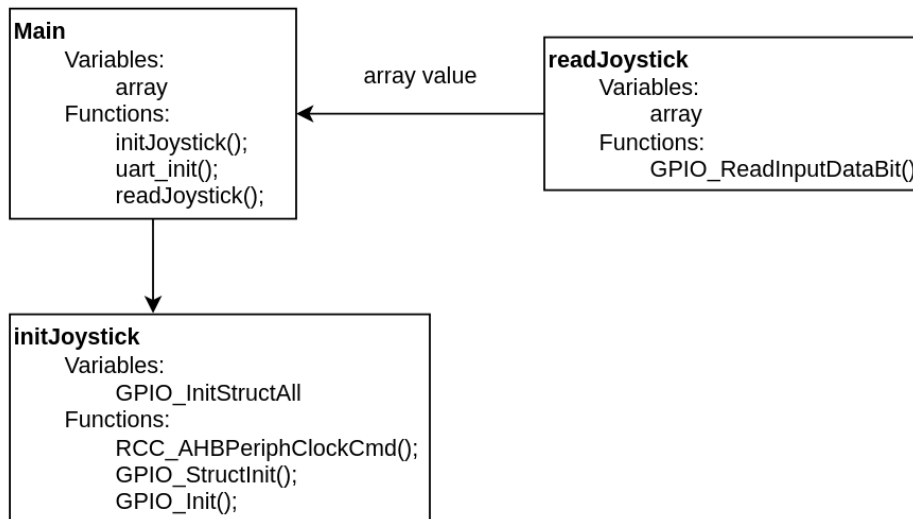 Main
Variables:
array
Functions:
initJoystick();
uart_init();
readJoystick();
array value
readJoystick
Variables:
array
Functions:
GPIO_ReadInputDataBit()
initJoystick
Variables:
GPIO_InitStructAll
Functions:
RCC_AHBPeriphClockCmd();
GPIO_StructInit();
GPIO_Init();